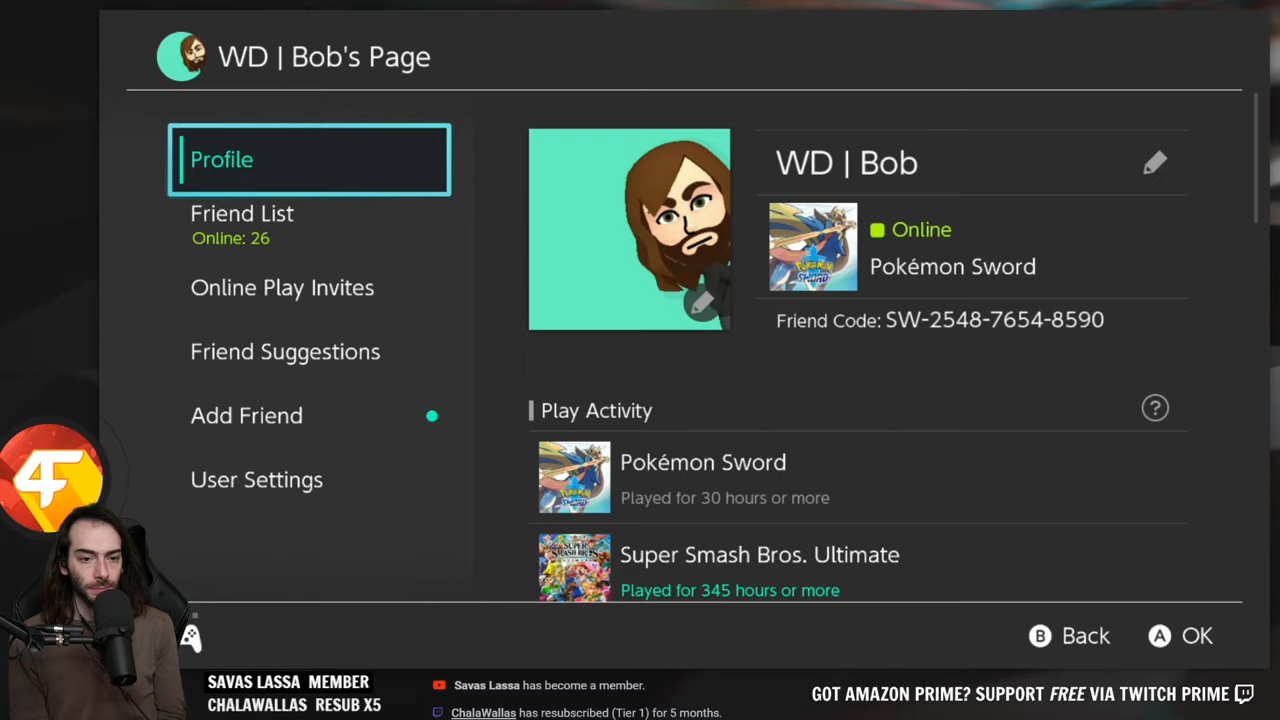 WD | Bob's Page
Profile
Friend List
Online: 26
Online Play Invites
Friend Suggestions
Add Friend
User Settings
WD | Bob
Online
Pokémon Sword
Friend Code: SW-2548-7654-8590
Play Activity
?
Pokémon Sword
Played for 30 hours or more
Super Smash Bros. Ultimate
Played for 345 hours or more
B Back
A OK
4F
SAVAS LASSA MEMBER
CHALAWALLAS RESUB X5
Savas Lassa has become a member.
ChalaWallas has resubscribed (Tier 1) for 5 months.
GOT AMAZON PRIME? SUPPORT FREE VIA TWITCH PRIME